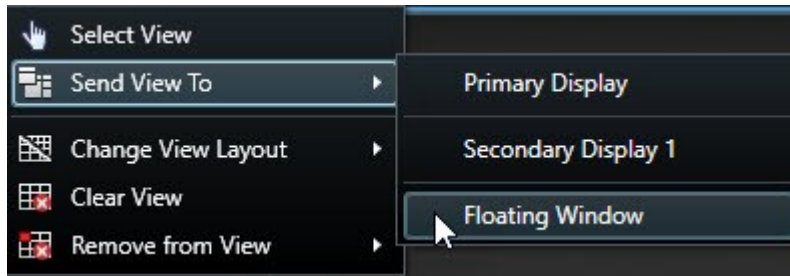 Select View
Send View To
Change View Layout
Clear View
Remove from View
Primary Display
Secondary Display 1
Floating Window